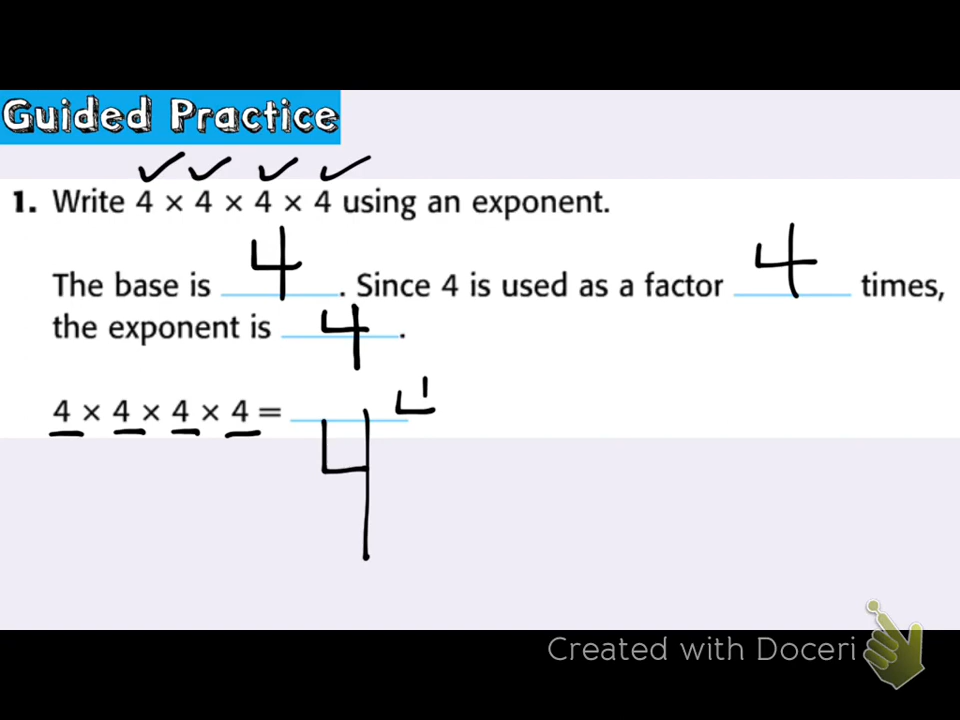 Guided Practice
1. Write 4 × 4 × 4 × 4 using an exponent.
The base is 4. Since 4 is used as a factor 4 times,
the exponent is 4.
4 × 4 × 4 × 4 = 4⁴
Created with Doceri